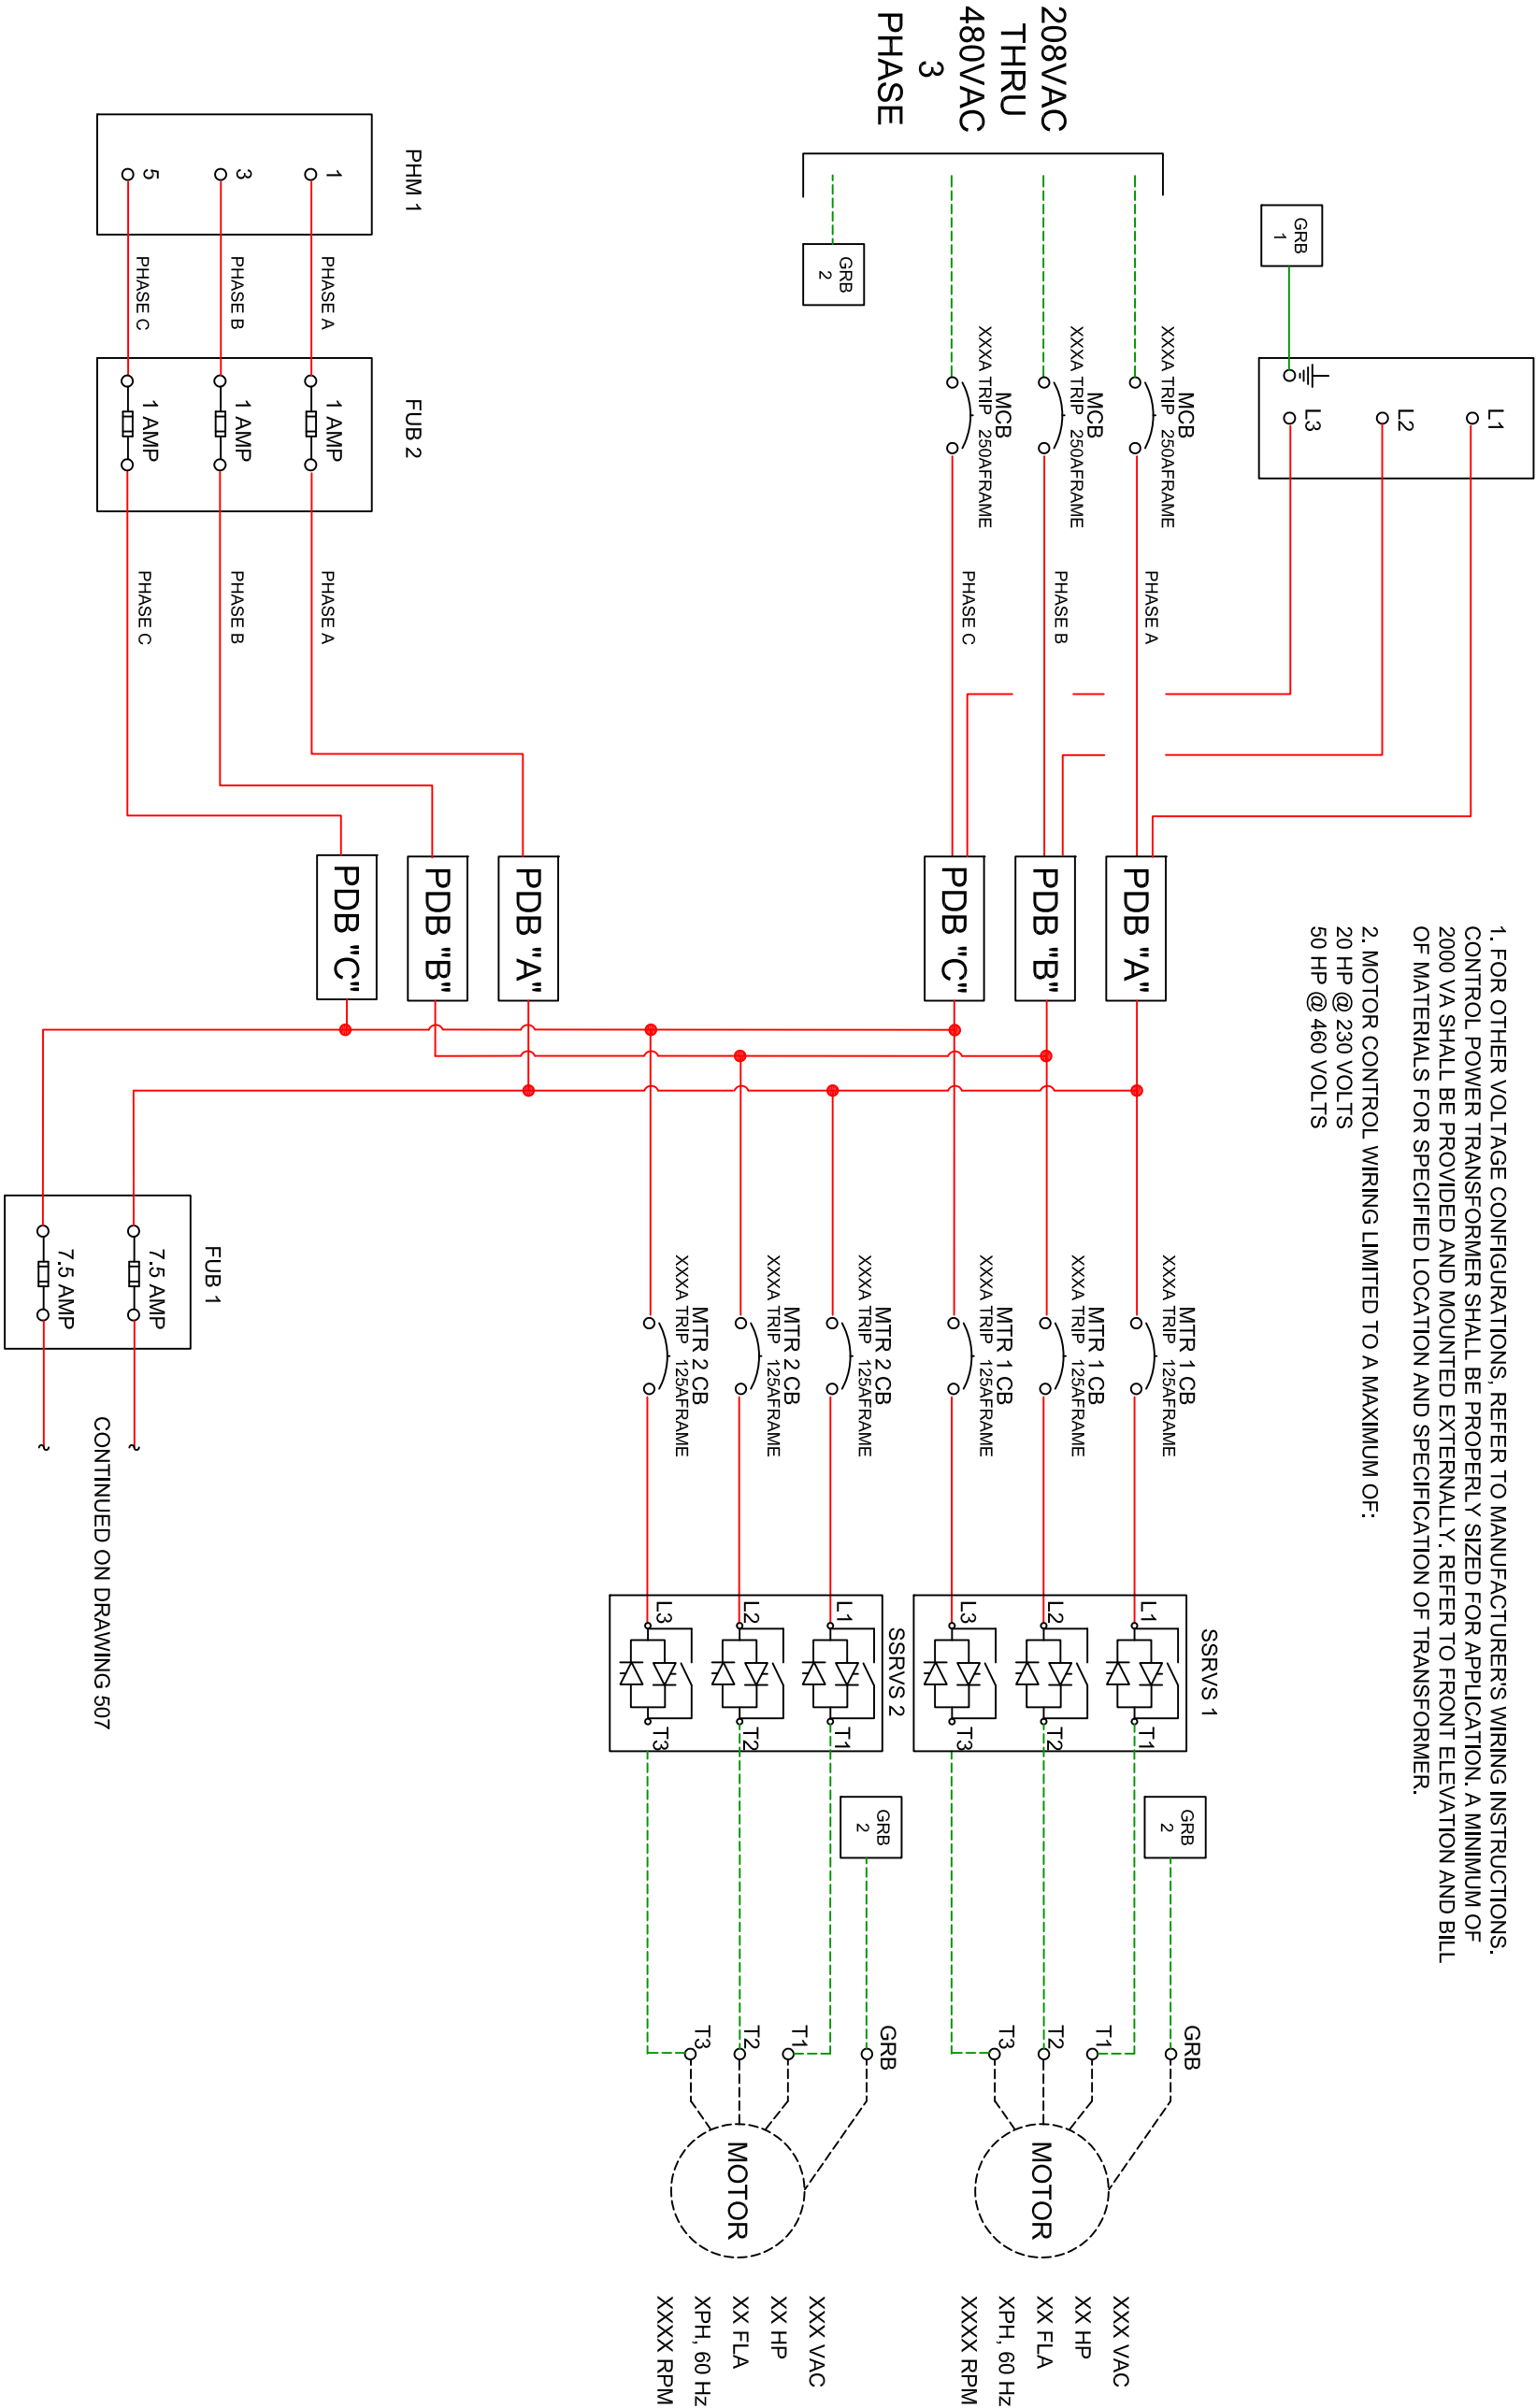 1. FOR OTHER VOLTAGE CONFIGURATIONS, REFER TO MANUFACTURER'S WIRING INSTRUCTIONS.
CONTROL POWER TRANSFORMER SHALL BE PROPERLY SIZED FOR APPLICATION. A MINIMUM OF
2000 VA SHALL BE PROVIDED AND MOUNTED EXTERNALLY. REFER TO FRONT ELEVATION AND BILL
OF MATERIALS FOR SPECIFIED LOCATION AND SPECIFICATION OF TRANSFORMER.
2. MOTOR CONTROL WIRING LIMITED TO A MAXIMUM OF:
20 HP @ 230 VOLTS
50 HP @ 460 VOLTS
L1
L2
L3
GRB
1
208VAC
THRU
480VAC
3
PHASE
GRB
2
MCB
XXXA TRIP 250AFRAME
PHASE A
MCB
XXXA TRIP 250AFRAME
PHASE B
MCB
XXXA TRIP 250AFRAME
PHASE C
PDB "A"
PDB "B"
PDB "C"
MTR 1 CB
XXXA TRIP 125AFRAME
MTR 1 CB
XXXA TRIP 125AFRAME
MTR 1 CB
XXXA TRIP 125AFRAME
SSRVS 1
L1
T1
L2
T2
L3
T3
GRB
2
GRB
T1
T2
T3
MOTOR
XXX VAC
XX HP
XX FLA
XPH, 60 Hz
XXXX RPM
MTR 2 CB
XXXA TRIP 125AFRAME
MTR 2 CB
XXXA TRIP 125AFRAME
MTR 2 CB
XXXA TRIP 125AFRAME
SSRVS 2
L1
T1
L2
T2
L3
T3
GRB
2
GRB
T1
T2
T3
MOTOR
XXX VAC
XX HP
XX FLA
XPH, 60 Hz
XXXX RPM
PHM 1
1
3
5
PHASE A
PHASE B
PHASE C
FUB 2
1 AMP
1 AMP
1 AMP
PHASE A
PHASE B
PHASE C
PDB "A"
PDB "B"
PDB "C"
FUB 1
7.5 AMP
7.5 AMP
CONTINUED ON DRAWING 507